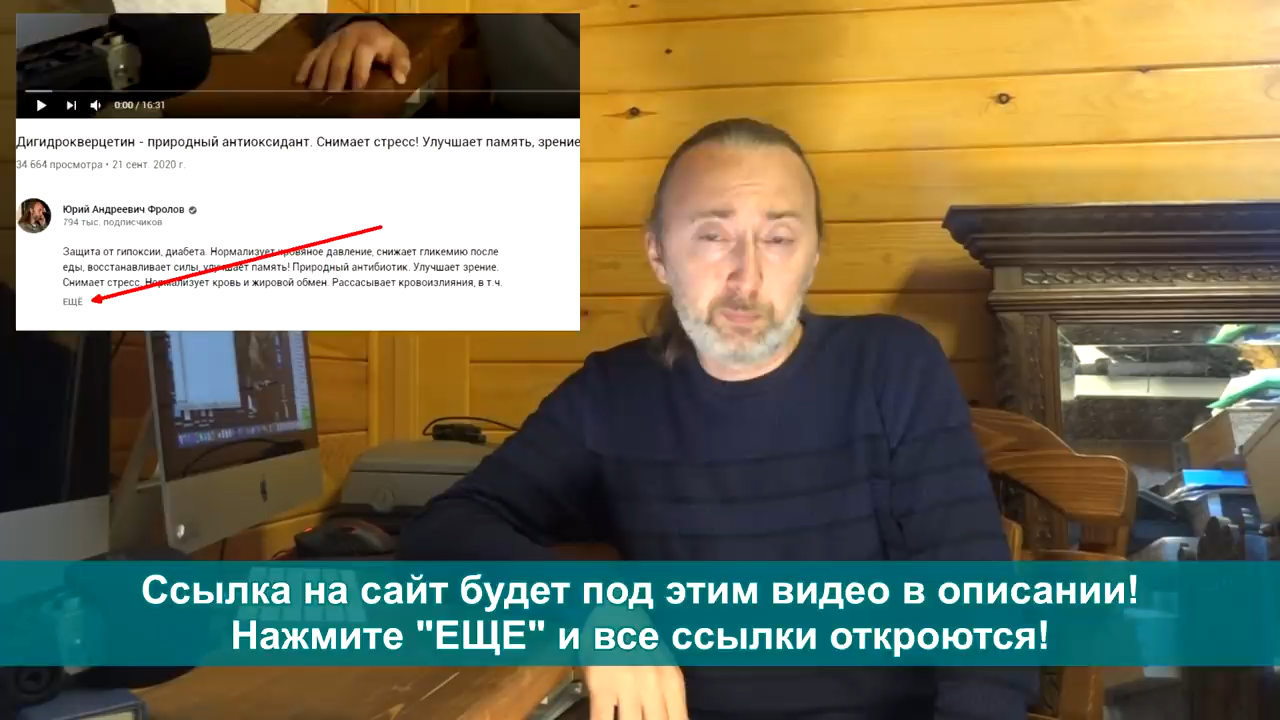 0:00 / 16:31
Дигидрокверцетин - природный антиоксидант. Снимает стресс! Улучшает память, зрение
34 664 просмотра • 21 сент. 2020 г.
Юрий Андреевич Фролов
794 тыс. подписчиков
Защита от гипоксии, диабета. Нормализует кровяное давление, снижает гликемию после
еды, восстанавливает силы, улучшает память! Природный антибиотик. Улучшает зрение.
Снимает стресс. Нормализует кровь и жировой обмен. Рассасывает кровоизлияния, в т.ч.
ЕЩЁ
Ссылка на сайт будет под этим видео в описании!
Нажмите "ЕЩЕ" и все ссылки откроются!